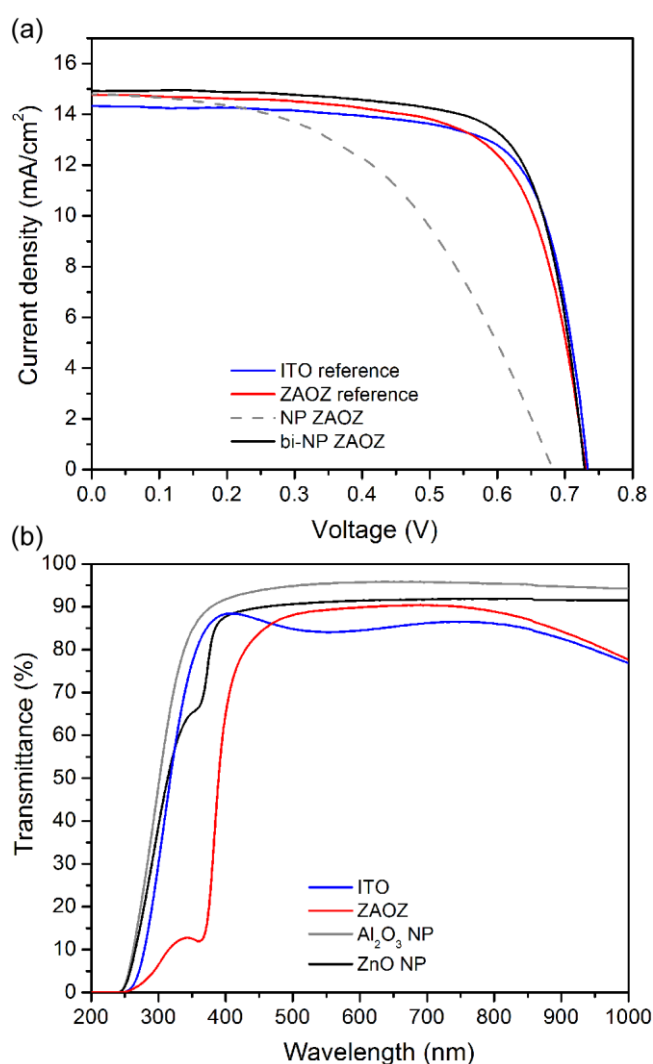 (a)
16
14
12
10
8
6
4
2
0
Current density (mA/cm²)
ITO reference
ZAOZ reference
NP ZAOZ
bi-NP ZAOZ
0.0 0.1 0.2 0.3 0.4 0.5 0.6 0.7 0.8
Voltage (V)
(b)
100
90
80
70
60
50
40
30
20
10
0
Transmittance (%)
ITO
ZAOZ
Al₂O₃ NP
ZnO NP
200 300 400 500 600 700 800 900 1000
Wavelength (nm)